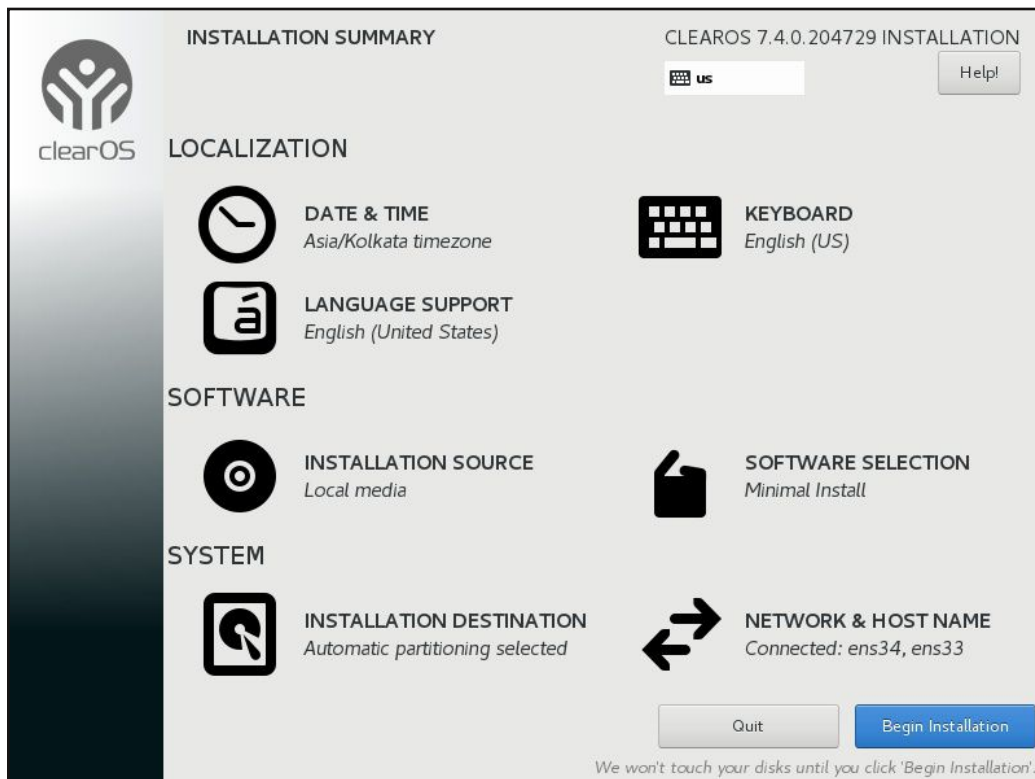 INSTALLATION SUMMARY
CLEAROS 7.4.0.204729 INSTALLATION
us
Help!
clearOS
LOCALIZATION
DATE & TIME
Asia/Kolkata timezone
KEYBOARD
English (US)
á
LANGUAGE SUPPORT
English (United States)
SOFTWARE
INSTALLATION SOURCE
Local media
SOFTWARE SELECTION
Minimal Install
SYSTEM
INSTALLATION DESTINATION
Automatic partitioning selected
NETWORK & HOST NAME
Connected: ens34, ens33
Quit
Begin Installation
We won't touch your disks until you click 'Begin Installation'.